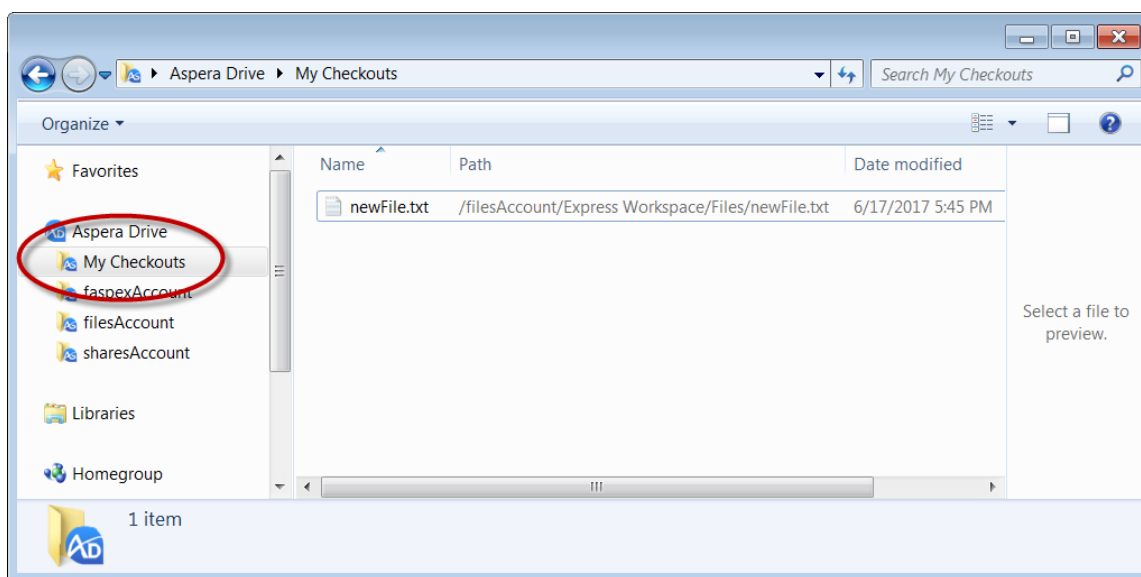 Aspera Drive My Checkouts
Search My Checkouts
Organize
Favorites
Aspera Drive
My Checkouts
faspexAccount
filesAccount
sharesAccount
Libraries
Homegroup
Name Path Date modified
newFile.txt /filesAccount/Express Workspace/Files/newFile.txt 6/17/2017 5:45 PM
Select a file to
preview.
1 item